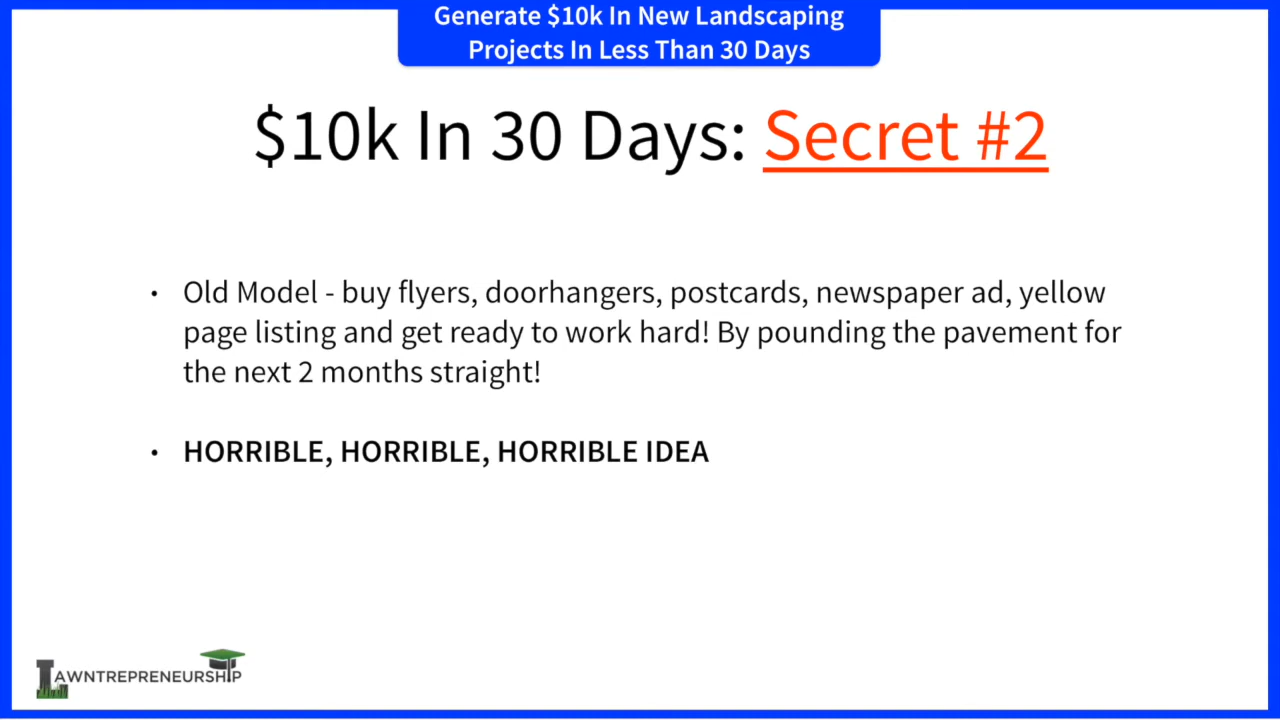 Generate $10k In New Landscaping
Projects In Less Than 30 Days
$10k In 30 Days: Secret #2
• Old Model - buy flyers, doorhangers, postcards, newspaper ad, yellow
page listing and get ready to work hard! By pounding the pavement for
the next 2 months straight!
• HORRIBLE, HORRIBLE, HORRIBLE IDEA
LAWNTREPRENEURSHIP